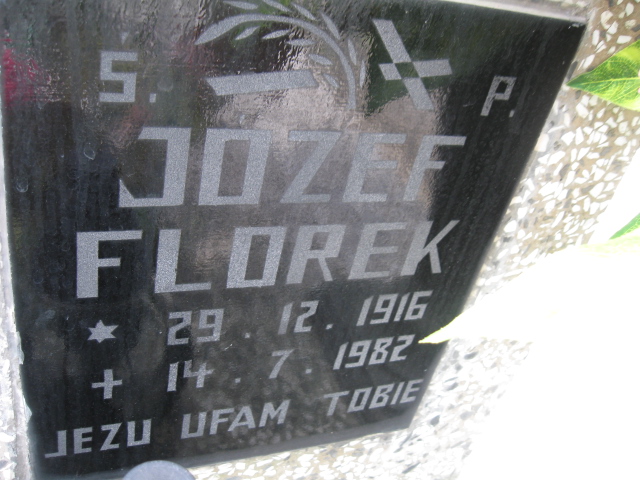 Ś. P.
JOZEF
FLOREK
* 29.12.1916
+ 14.7.1982
JEZU UFAM TOBIE